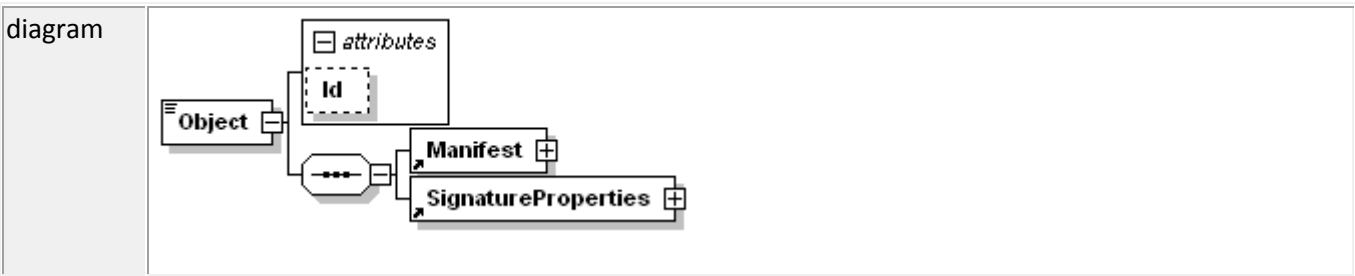 diagram
attributes
Id
Object
Manifest
SignatureProperties